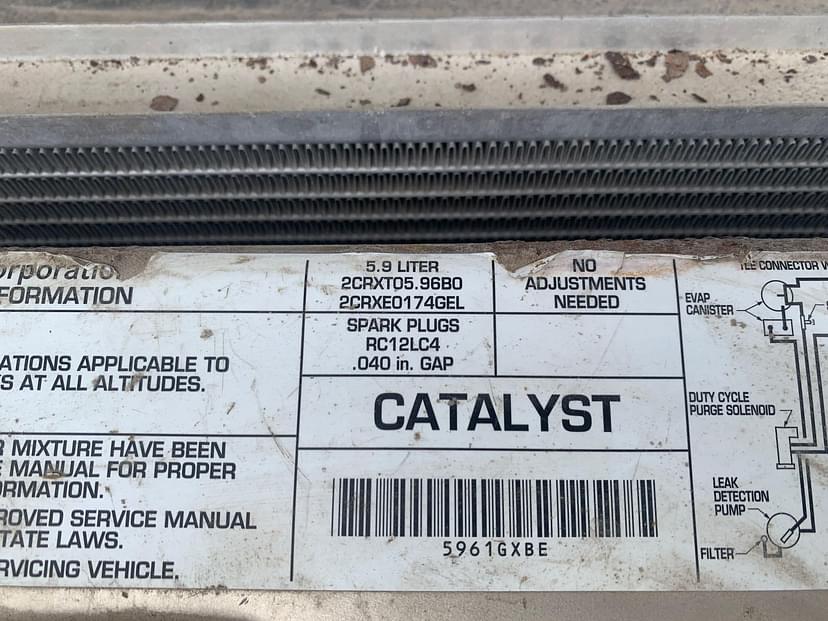 orporatio
FORMATION
ATIONS APPLICABLE TO
S AT ALL ALTITUDES.
R MIXTURE HAVE BEEN
E MANUAL FOR PROPER
ORMATION.
ROVED SERVICE MANUAL
TATE LAWS.
RVICING VEHICLE.
5.9 LITER
2CRXT05.96B0
2CRXE0174GEL
SPARK PLUGS
RC12LC4
.040 in. GAP
NO
ADJUSTMENTS
NEEDED
CATALYST
5961GXBE
LE CONNECTOR V
EVAP
CANISTER
DUTY CYCLE
PURGE SOLENOID
LEAK
DETECTION
PUMP
FILTER